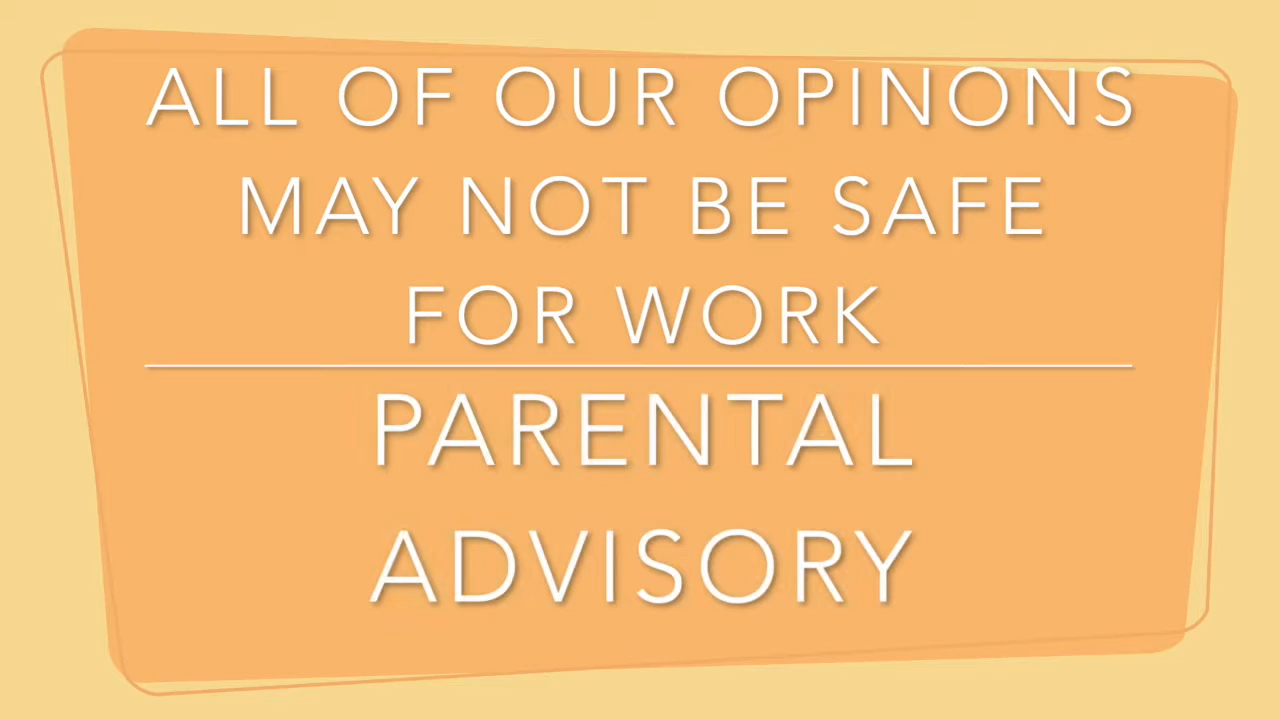 ALL OF OUR OPINONS
MAY NOT BE SAFE
FOR WORK
PARENTAL
ADVISORY